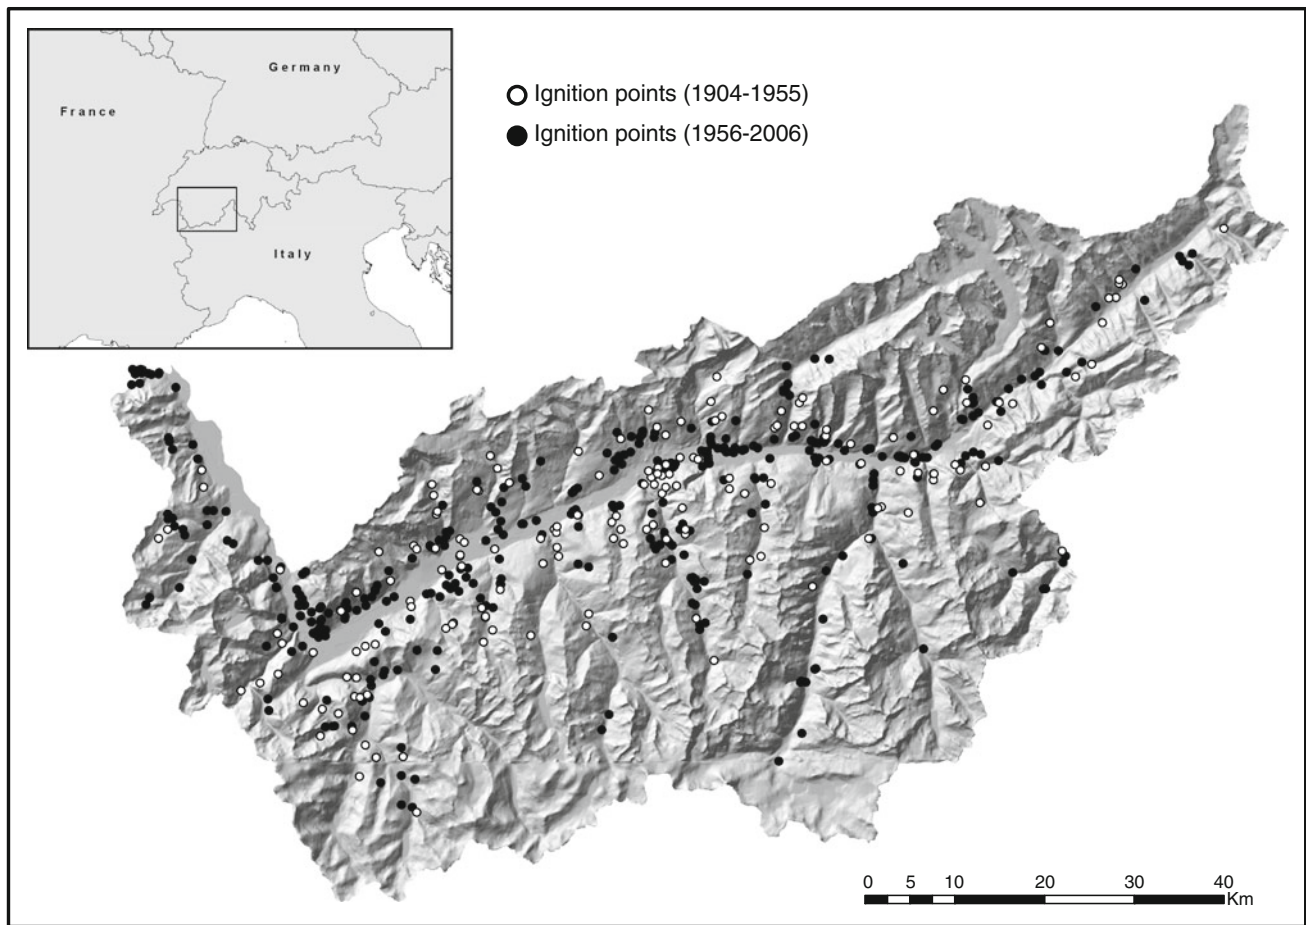 Germany
France
Italy
Ignition points (1904-1955)
Ignition points (1956-2006)
0 5 10 20 30 40
Km